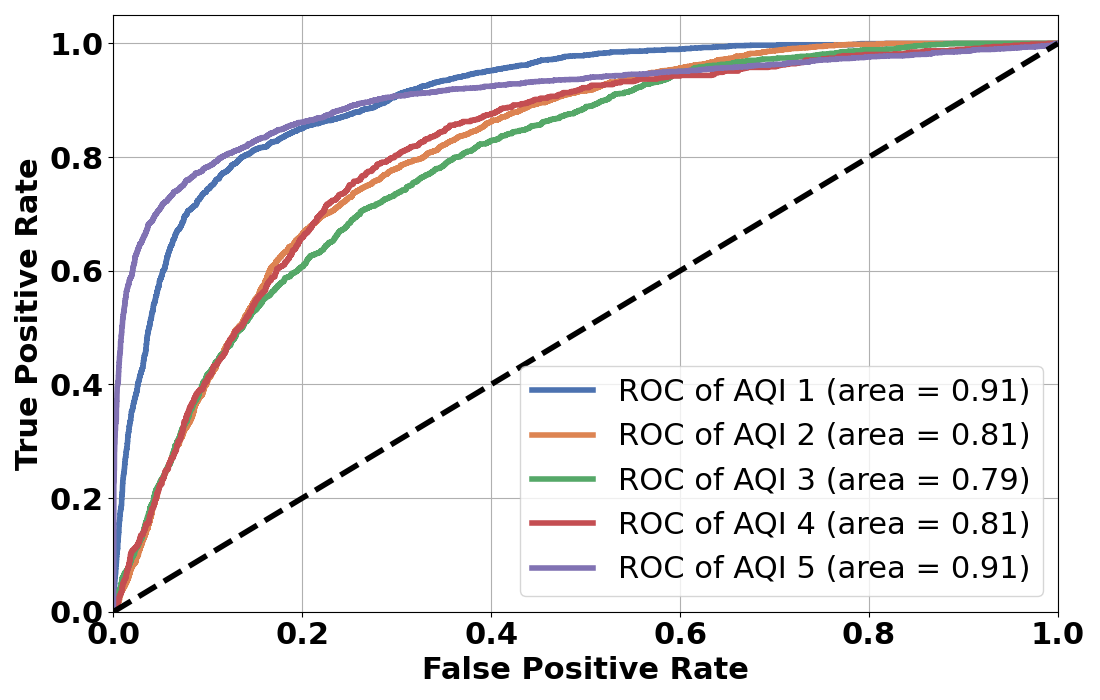 True Positive Rate
1.0
0.8
0.6
0.4
0.2
0.0
ROC of AQI 1 (area = 0.91)
ROC of AQI 2 (area = 0.81)
ROC of AQI 3 (area = 0.79)
ROC of AQI 4 (area = 0.81)
ROC of AQI 5 (area = 0.91)
0.0 0.2 0.4 0.6 0.8 1.0
False Positive Rate